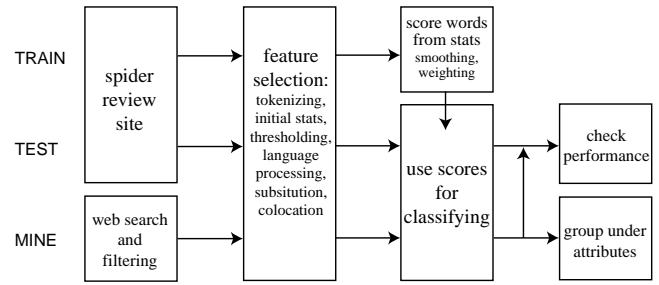 TRAIN
TEST
MINE
spider
review
site
web search
and
filtering
feature
selection:
tokenizing,
initial stats,
thresholding,
language
processing,
subsitution,
colocation
score words
from stats
smoothing,
weighting
use scores
for
classifying
check
performance
group under
attributes